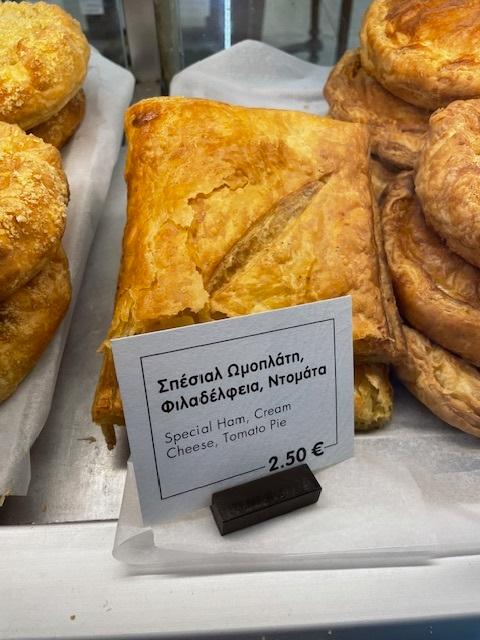 Σπέσιαλ Ωμοπλάτη,
Φιλαδέλφεια, Ντομάτα
Special Ham, Cream
Cheese, Tomato Pie
2.50 €